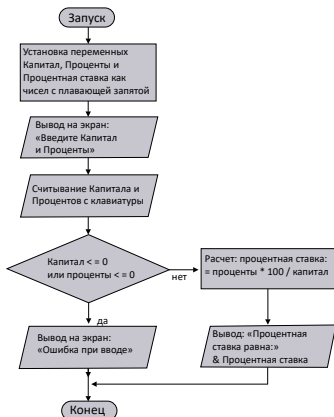 Запуск
Установка переменных
Капитал, Проценты и
Процентная ставка как
чисел с плавающей запятой
Вывод на экран:
«Введите Капитал
и Проценты»
Считывание Капитала и
Процентов с клавиатуры
Капитал < = 0
или проценты < = 0
нет
Расчет: процентная ставка:
= проценты * 100 / капитал
да
Вывод на экран:
«Ошибка при вводе»
Вывод: «Процентная
ставка равна:»
& Процентная ставка
Конец